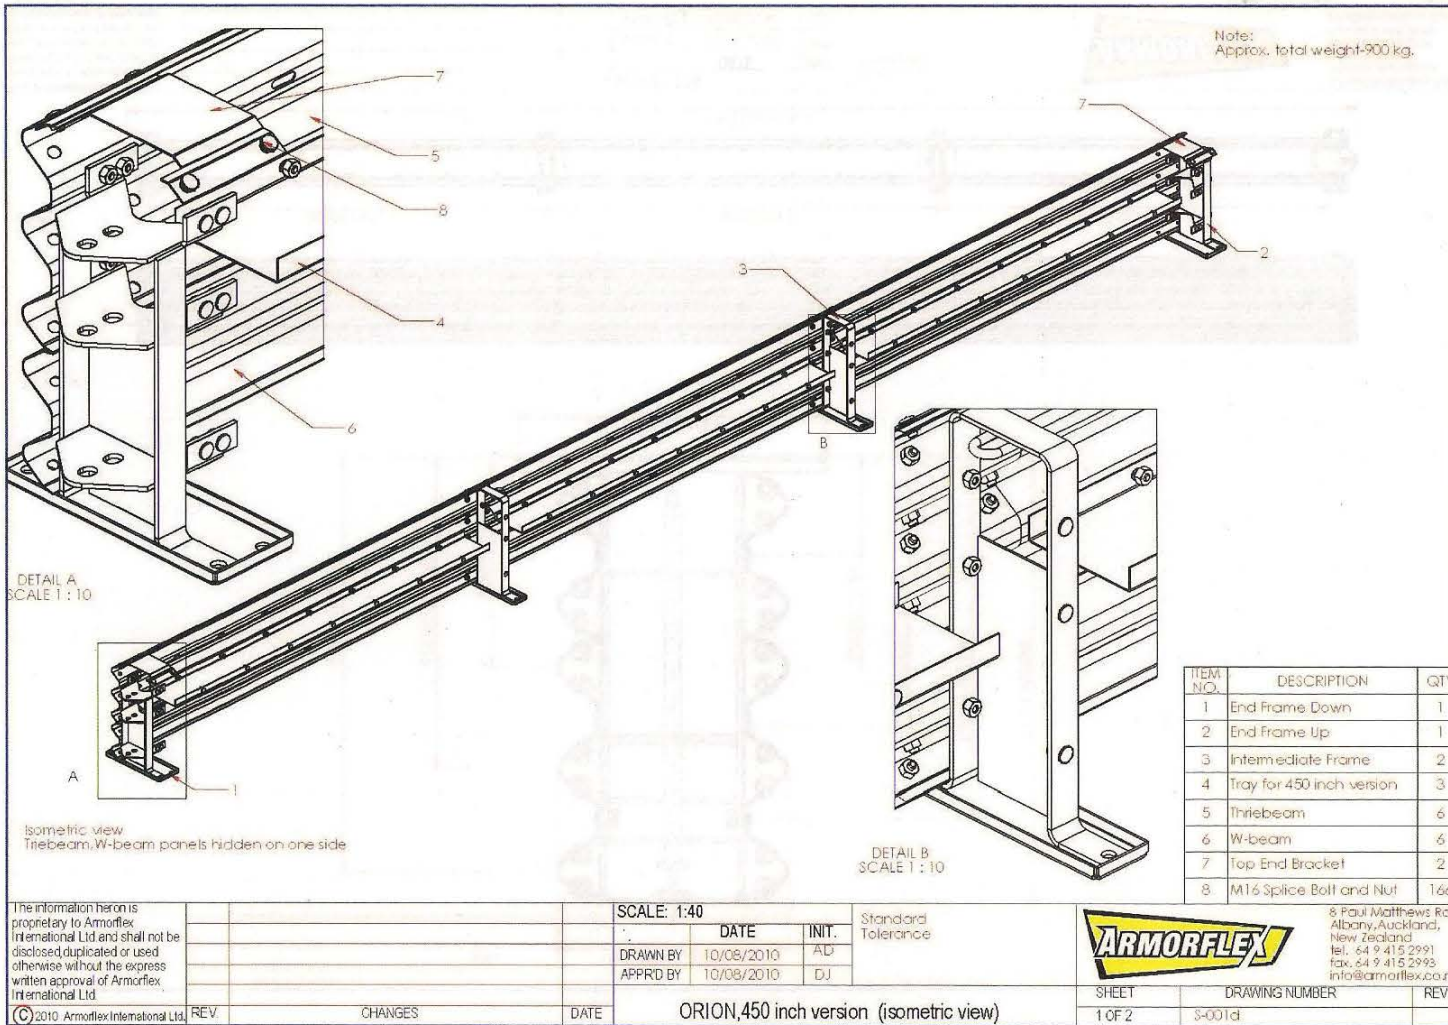 Note:
Approx. total weight-900 kg.
7
5
8
4
6
DETAIL A
SCALE 1 : 10
7
2
3
B
A
1
Isometric view
Triebeam,W-beam panels hidden on one side
DETAIL B
SCALE 1 : 10
ITEM NO. DESCRIPTION QTY
1 End Frame Down 1
2 End Frame Up 1
3 Intermediate Frame 2
4 Tray for 450 inch version 3
5 Thriebeam 6
6 W-beam 6
7 Top End Bracket 2
8 M16 Splice Bolt and Nut
The information heron is
proprietary to Armorflex
International Ltd.and shall not be
disclosed,duplicated or used
otherwise without the express
written approval of Armorflex
International Ltd.
© 2010 Armorflex International Ltd.
REV. CHANGES DATE
SCALE: 1:40
DATE INIT.
DRAWN BY 10/08/2010 AD
APPR'D BY 10/08/2010 DJ
Standard
Tolerance
ORION,450 inch version (isometric view)
ARMORFLEX
8 Paul Matthews
Albany,Auckland,
New Zealand
tel. 64 9 415 2991
fax. 64 9 415 2993
SHEET DRAWING NUMBER REV
1 OF 2 S-001d